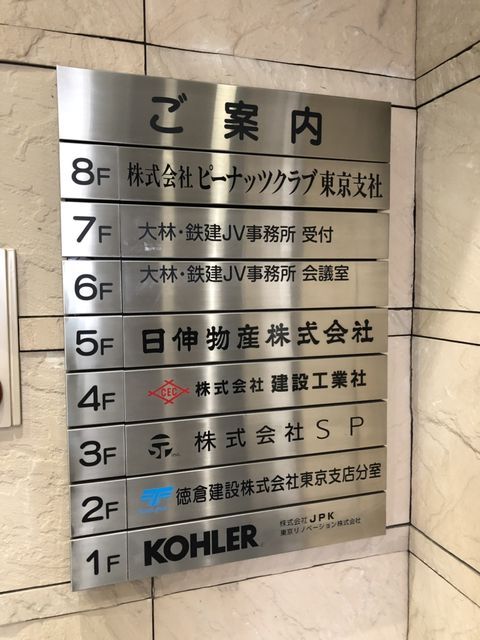 ご案内
8F 株式会社 ピーナッツクラブ 東京支社
7F 大林・鉄建JV事務所 受付
6F 大林・鉄建JV事務所 会議室
5F 日伸物産株式会社
4F CEC 株式会社 建設工業社
3F 株式会社SP
2F 徳倉建設株式会社東京支店分室
1F KOHLER 株式会社JPK
東京リノベーション株式会社